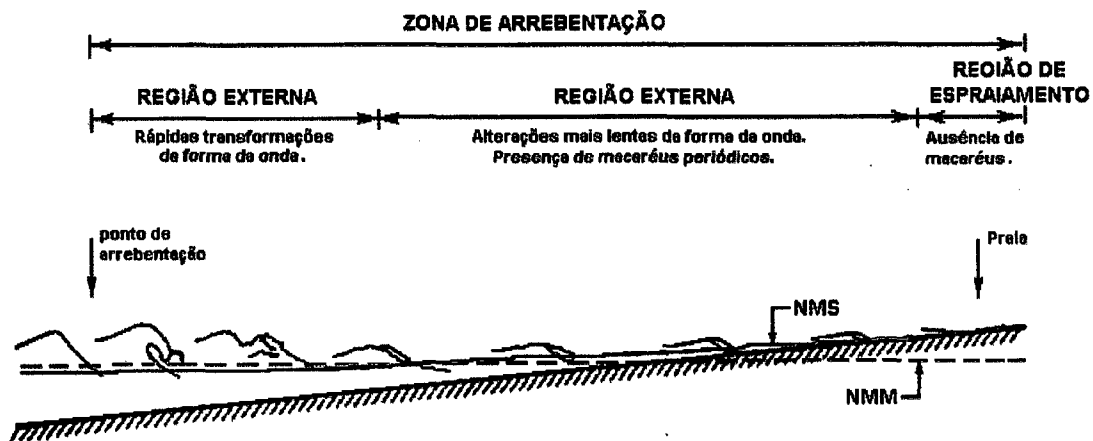 ZONA DE ARREBENTAÇÃO
REGIÃO EXTERNA
Rápidas transformações
da forma da onda.
REGIÃO EXTERNA
Alterações mais lentas da forma da onda.
Presença de macaréus periódicos.
REOIÃO DE
ESPRAIAMENTO
Ausência de
macaréus.
ponto de
arrebentação
Praia
NMS
NMM